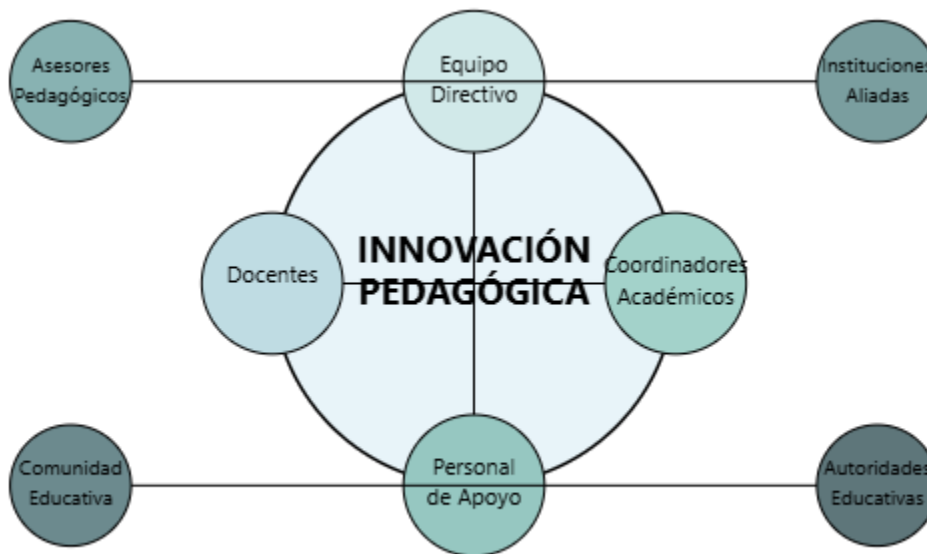 Asesores
Pedagógicos
Equipo
Directivo
Instituciones
Aliadas
Docentes
INNOVACIÓN
PEDAGÓGICA
Coordinadores
Académicos
Comunidad
Educativa
Personal
de Apoyo
Autoridades
Educativas